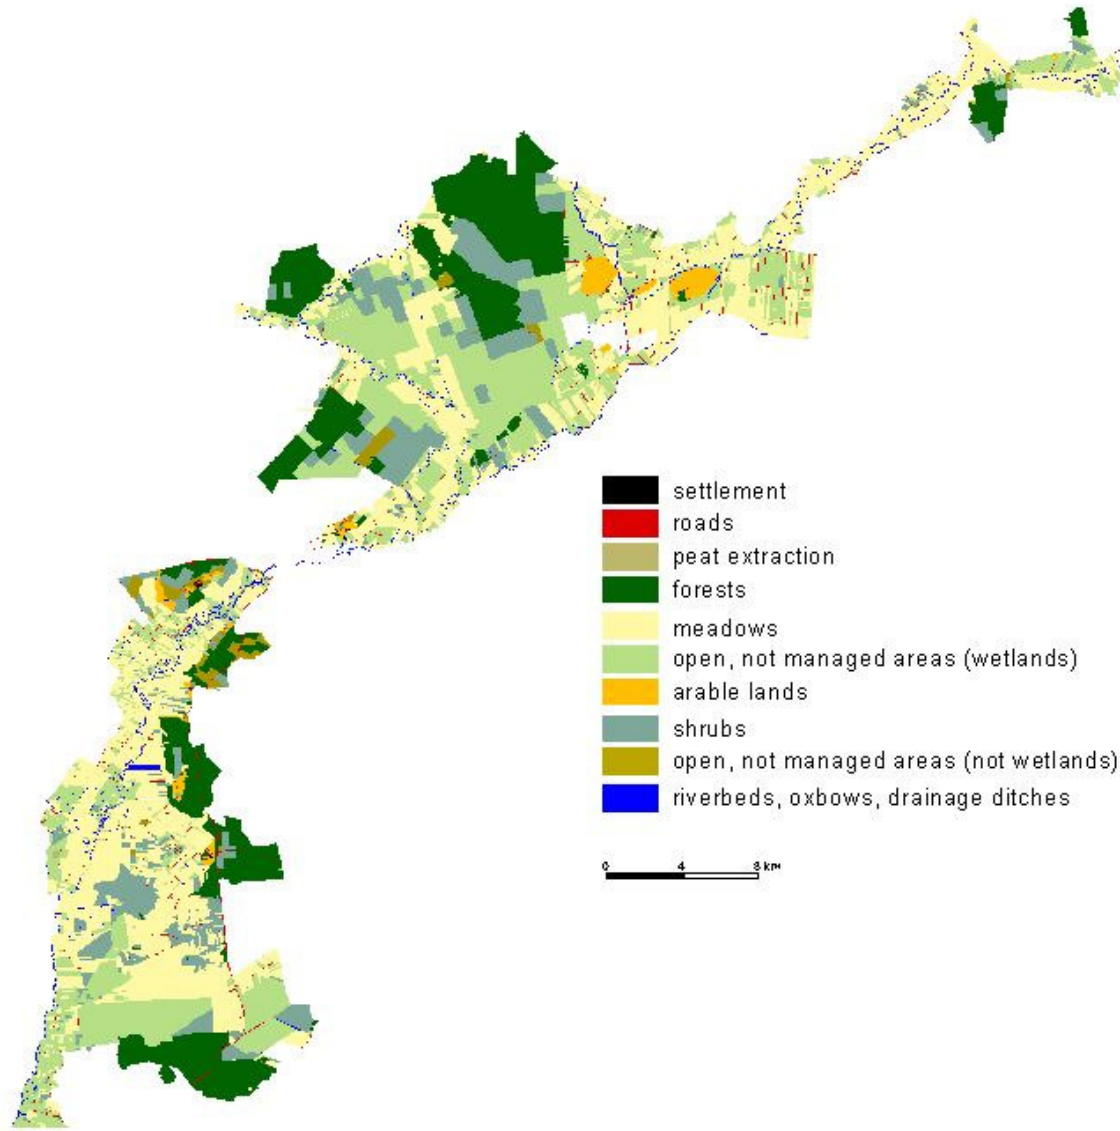 settlement
roads
peat extraction
forests
meadows
open, not managed areas (wetlands)
arable lands
shrubs
open, not managed areas (not wetlands)
riverbeds, oxbows, drainage ditches
0 4 8 km